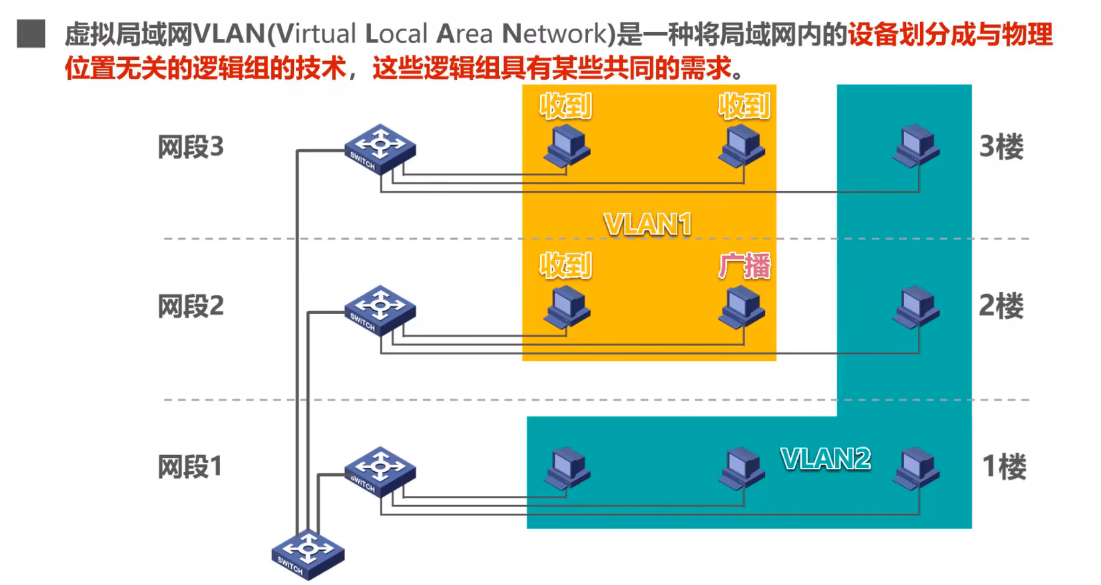 虚拟局域网VLAN(Virtual Local Area Network)是一种将局域网内的设备划分成与物理
位置无关的逻辑组的技术，这些逻辑组具有某些共同的需求。
收到 收到
网段3 3楼
SWITCH
VLAN1
收到 广播
网段2 2楼
SWITCH
VLAN2
网段1 1楼
SWITCH
SWITCH